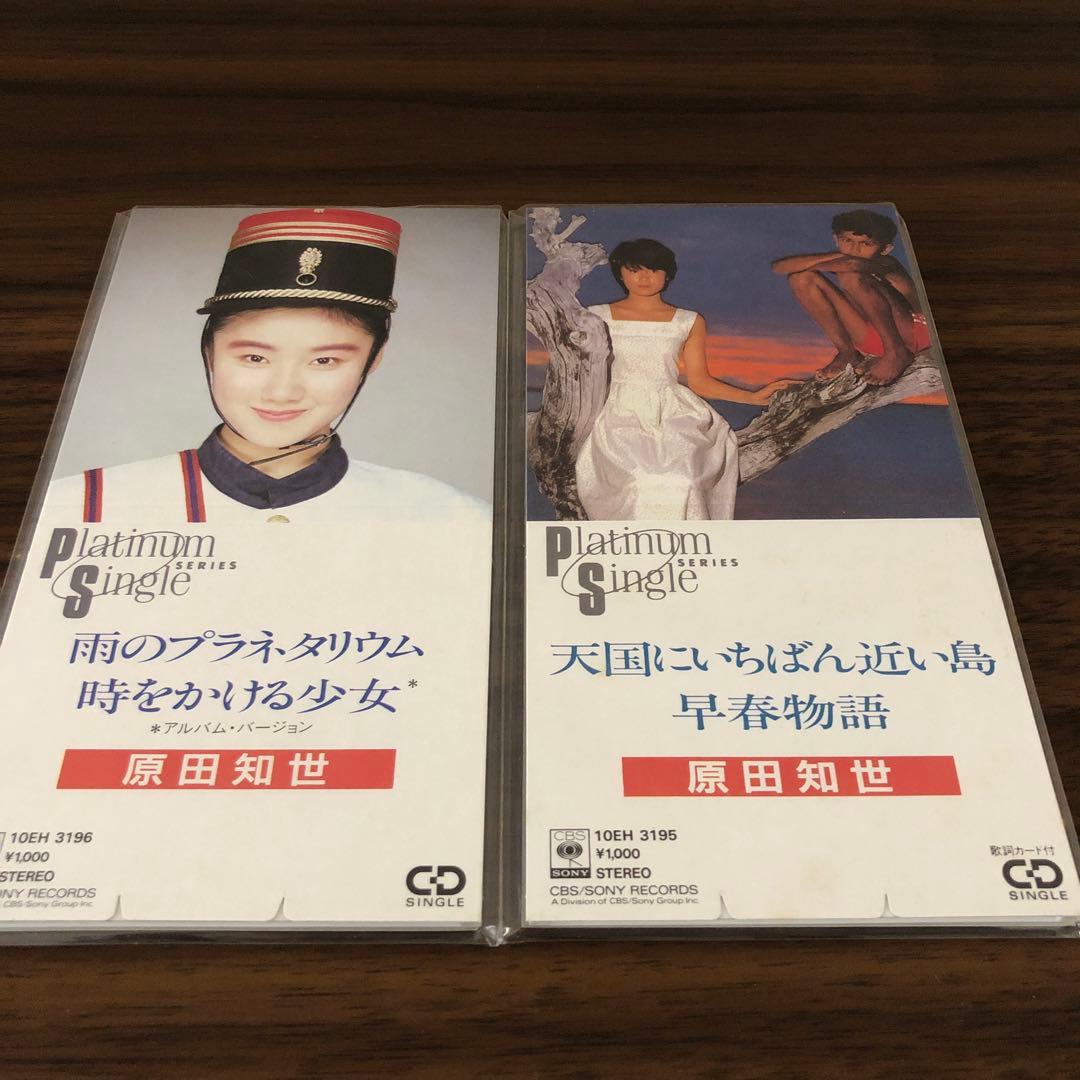 Platinum
Single SERIES
雨のプラネタリウム
時をかける少女*
*アルバム・バージョン
原田知世
10EH 3196
¥1,000
STEREO
NY RECORDS
CBS/Sony Group Inc.
CD
SINGLE
Platinum
Single SERIES
天国にいちばん近い島
早春物語
原田知世
CBS
SONY
10EH 3195
¥1,000
STEREO
CBS/SONY RECORDS
A Division of CBS/Sony Group Inc.
歌詞カード付
CD
SINGLE